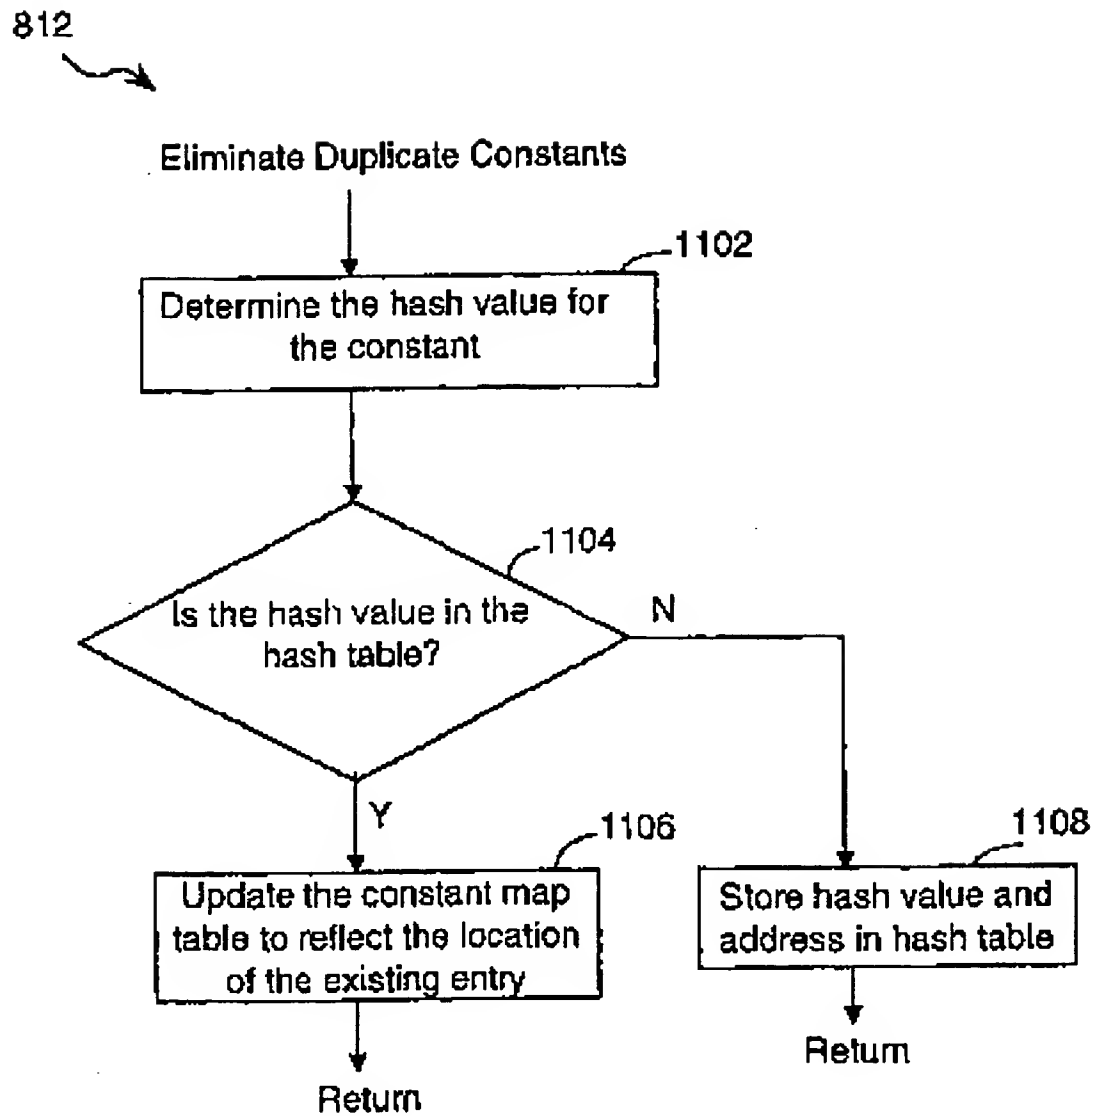 812
Eliminate Duplicate Constants
1102
Determine the hash value for
the constant
1104
Is the hash value in the
hash table?
N
Y
1106
Update the constant map
table to reflect the location
of the existing entry
Return
1108
Store hash value and
address in hash table
Return